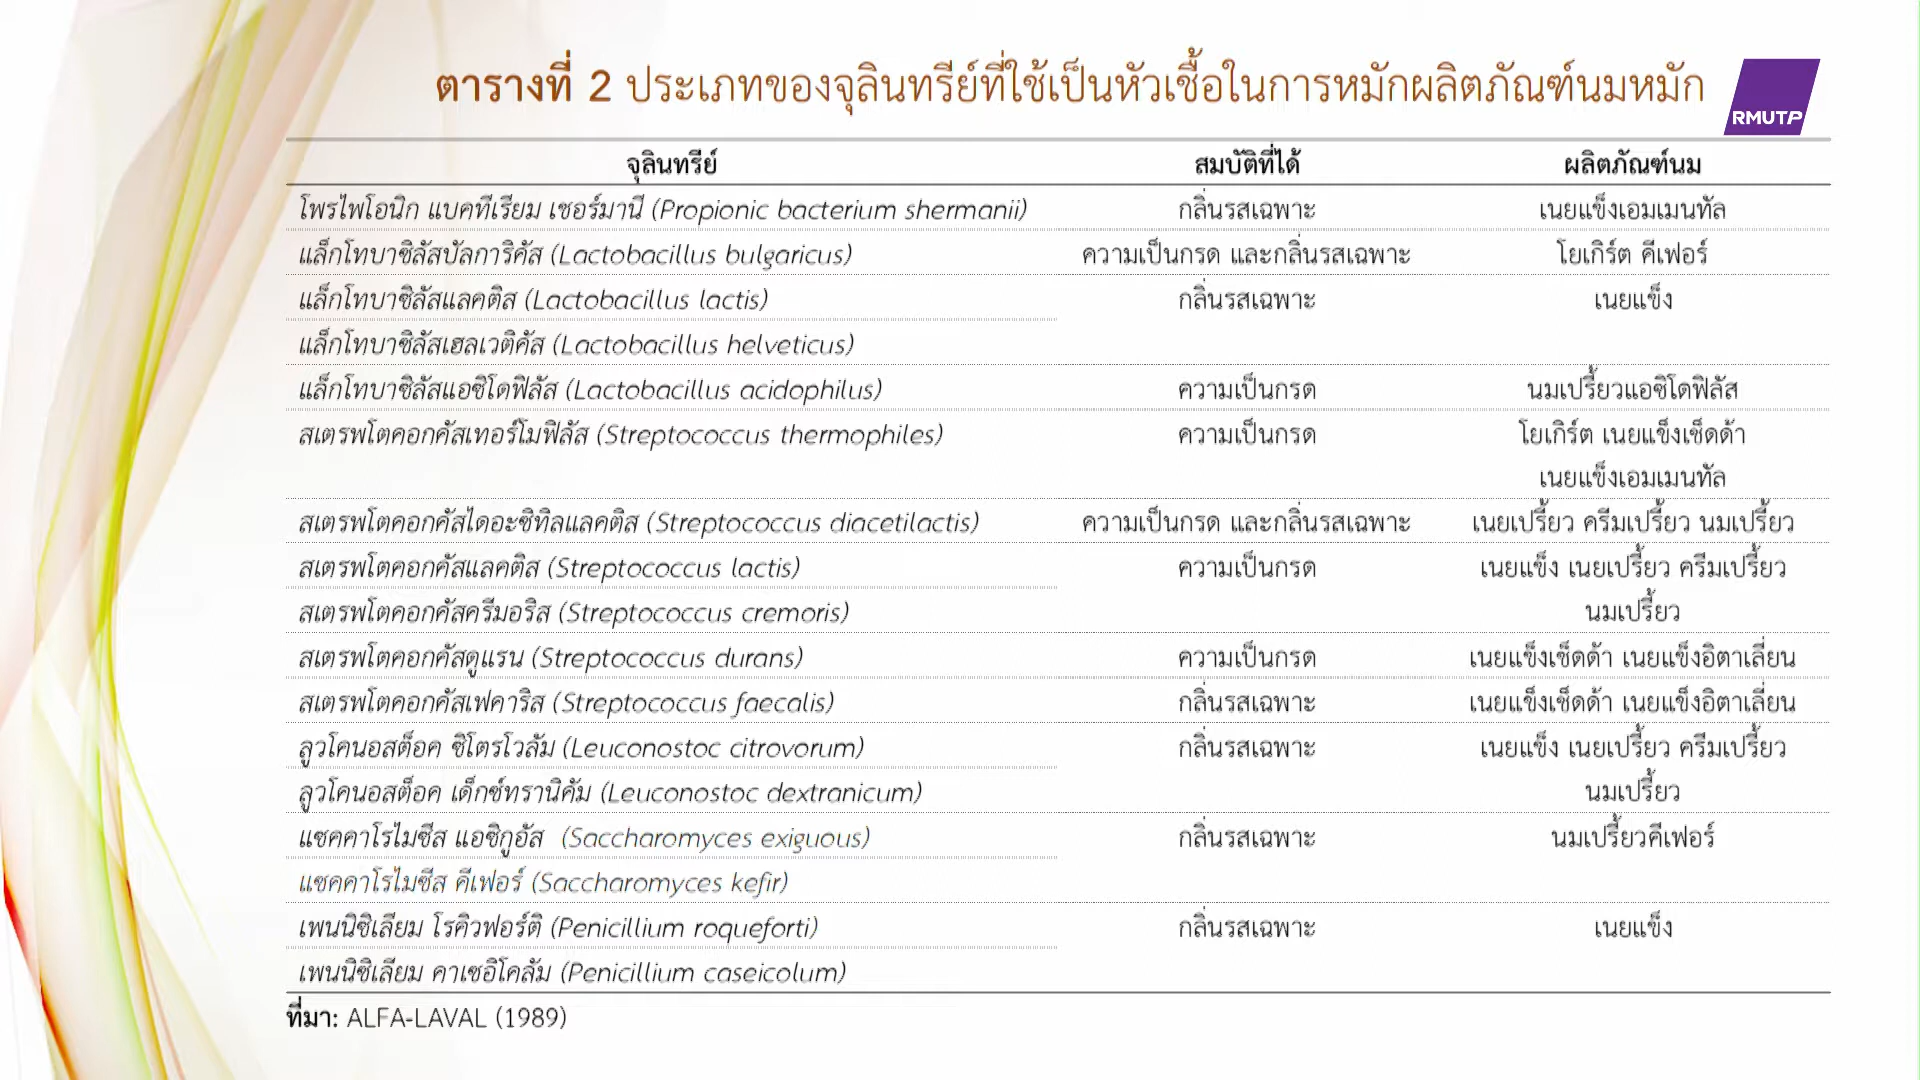 ตารางที่ 2 ประเภทของจุลินทรีย์ที่ใช้เป็นหัวเชื้อในการหมักผลิตภัณฑ์นมหมัก
RMUTP
จุลินทรีย์ สมบัติที่ได้ ผลิตภัณฑ์นม
โพรไพโอนิก แบคทีเรียม เชอร์มานี (Propionic bacterium shermanii) กลิ่นรสเฉพาะ เนยแข็งเอมเมนทัล
แล็กโทบาซิลัสบัลการิคัส (Lactobacillus bulgaricus) ความเป็นกรด และกลิ่นรสเฉพาะ โยเกิร์ต คีเฟอร์
แล็กโทบาซิลัสแลคติส (Lactobacillus lactis) กลิ่นรสเฉพาะ เนยแข็ง
แล็กโทบาซิลัสเฮลเวติคัส (Lactobacillus helveticus)
แล็กโทบาซิลัสแอซิโดฟิลัส (Lactobacillus acidophilus) ความเป็นกรด นมเปรี้ยวแอซิโดฟิลัส
สเตรพโตคอกคัสเทอร์โมฟิลัส (Streptococcus thermophiles) ความเป็นกรด โยเกิร์ต เนยแข็งเช็ดด้า
เนยแข็งเอมเมนทัล
สเตรพโตคอกคัสไดอะซิทิลแลคติส (Streptococcus diacetilactis) ความเป็นกรด และกลิ่นรสเฉพาะ เนยเปรี้ยว ครีมเปรี้ยว นมเปรี้ยว
สเตรพโตคอกคัสแลคติส (Streptococcus lactis) ความเป็นกรด เนยแข็ง เนยเปรี้ยว ครีมเปรี้ยว
สเตรพโตคอกคัสครีมอริส (Streptococcus cremoris) นมเปรี้ยว
สเตรพโตคอกคัสดูแรน (Streptococcus durans) ความเป็นกรด เนยแข็งเช็ดด้า เนยแข็งอิตาเลี่ยน
สเตรพโตคอกคัสเฟคาริส (Streptococcus faecalis) กลิ่นรสเฉพาะ เนยแข็งเช็ดด้า เนยแข็งอิตาเลี่ยน
ลูวโคนอสต็อค ซิโตรโวลัม (Leuconostoc citrovorum) กลิ่นรสเฉพาะ เนยแข็ง เนยเปรี้ยว ครีมเปรี้ยว
ลูวโคนอสต็อค เด็กซ์ทรานิคัม (Leuconostoc dextranicum) นมเปรี้ยว
แซคคาโรไมซีส แอซิกูอัส (Saccharomyces exiguous) กลิ่นรสเฉพาะ นมเปรี้ยวคีเฟอร์
แซคคาโรไมซีส คีเฟอร์ (Saccharomyces kefir)
เพนนิซิเลียม โรคิวฟอร์ติ (Penicillium roqueforti) กลิ่นรสเฉพาะ เนยแข็ง
เพนนิซิเลียม คาเซอิโคลัม (Penicillium caseicolum)
ที่มา: ALFA-LAVAL (1989)